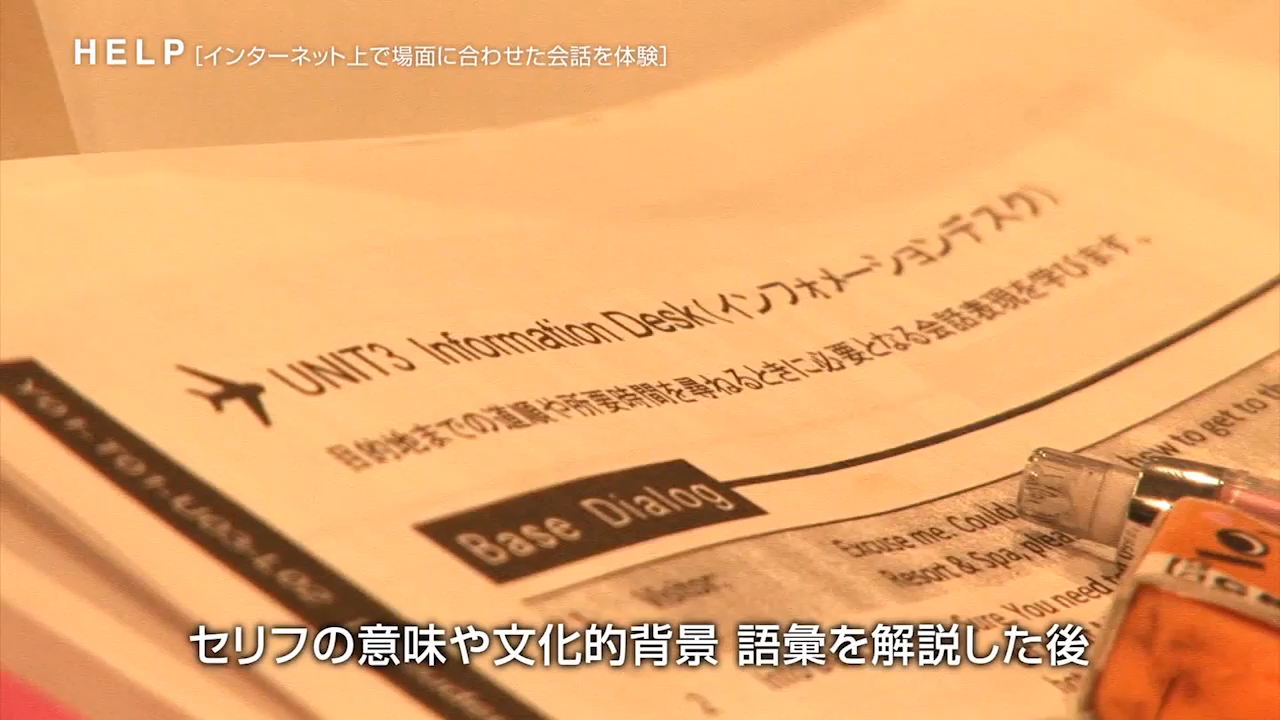 HELP [インターネット上で場面に合わせた会話を体験]
UNIT3 Information Desk(インフォメーションデスク)
目的地までの道順や所要時間を尋ねるときに必要となる会話表現を学びます。
Base Dialog
how to get to th
Visitor:
Excuse me. Could
Resort & Spa, plea
You need
2
セリフの意味や文化的背景 語彙を解説した後